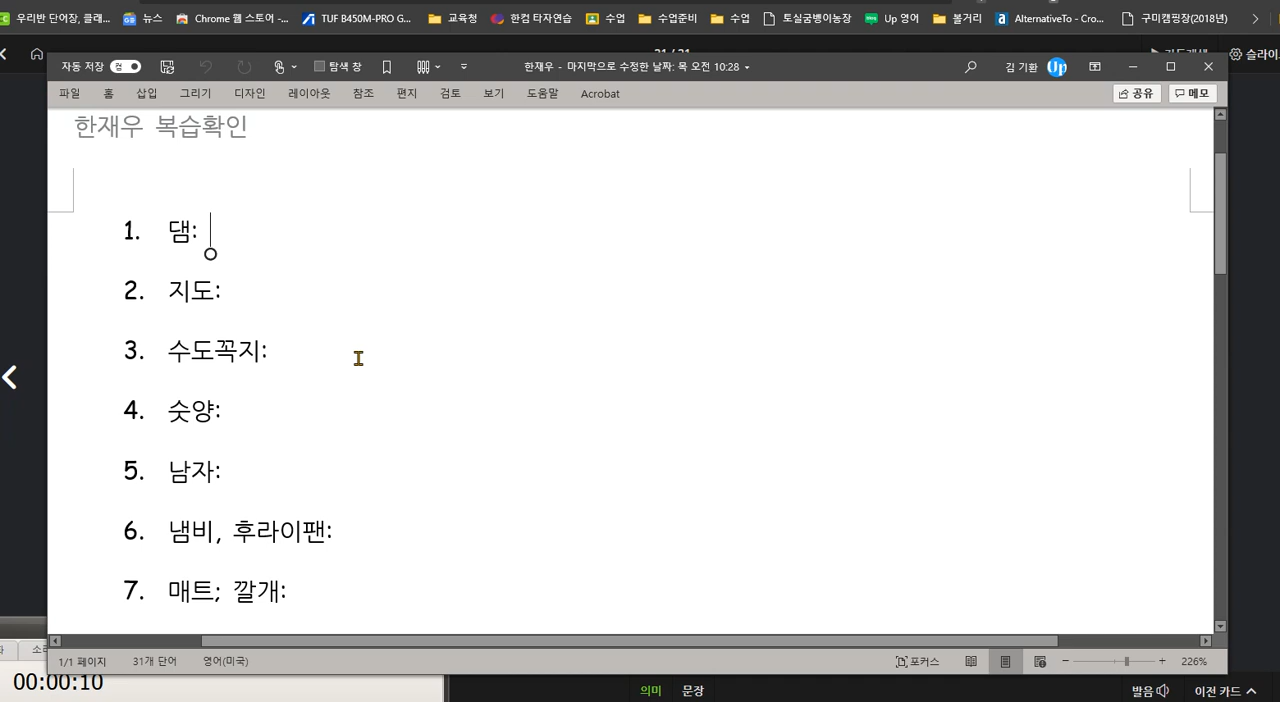 우리반 단어장, 클래... 뉴스 Chrome 웹 스토어 -... TUF B450M-PRO G... 교육청 한컴 타자연습 수업 수업준비 수업 토실굼벵이농장 Up 영어 볼거리 AlternativeTo - Cro... 구미캠핑장(2018년)
슬라이
자동 저장 탐색 창 한재우 - 마지막으로 수정한 날짜: 목 오전 10:28 김 기환 Up
파일 홈 삽입 그리기 디자인 레이아웃 참조 편지 검토 보기 도움말 Acrobat 공유 메모
한재우 복습확인
1. 댐:
2. 지도:
3. 수도꼭지:
4. 숫양:
5. 남자:
6. 냄비, 후라이팬:
7. 매트; 깔개:
1/1 페이지 31개 단어 영어(미국) 포커스 226%
00:00:10
의미 문장 발음 이전 카드